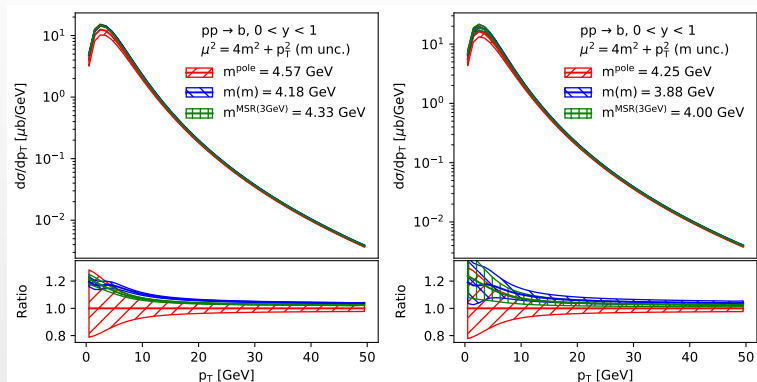 pp → b, 0 < y < 1
μ² = 4m² + p_T² (m unc.)
m^pole = 4.57 GeV
m(m) = 4.18 GeV
m^MSR(3GeV) = 4.33 GeV
dσ/dp_T [μb/GeV]
10¹
10⁰
10⁻¹
10⁻²
Ratio
1.2
1.0
0.8
0 10 20 30 40 50
p_T [GeV]
pp → b, 0 < y < 1
μ² = 4m² + p_T² (m unc.)
m^pole = 4.25 GeV
m(m) = 3.88 GeV
m^MSR(3GeV) = 4.00 GeV
dσ/dp_T [μb/GeV]
10¹
10⁰
10⁻¹
10⁻²
Ratio
1.2
1.0
0.8
0 10 20 30 40 50
p_T [GeV]